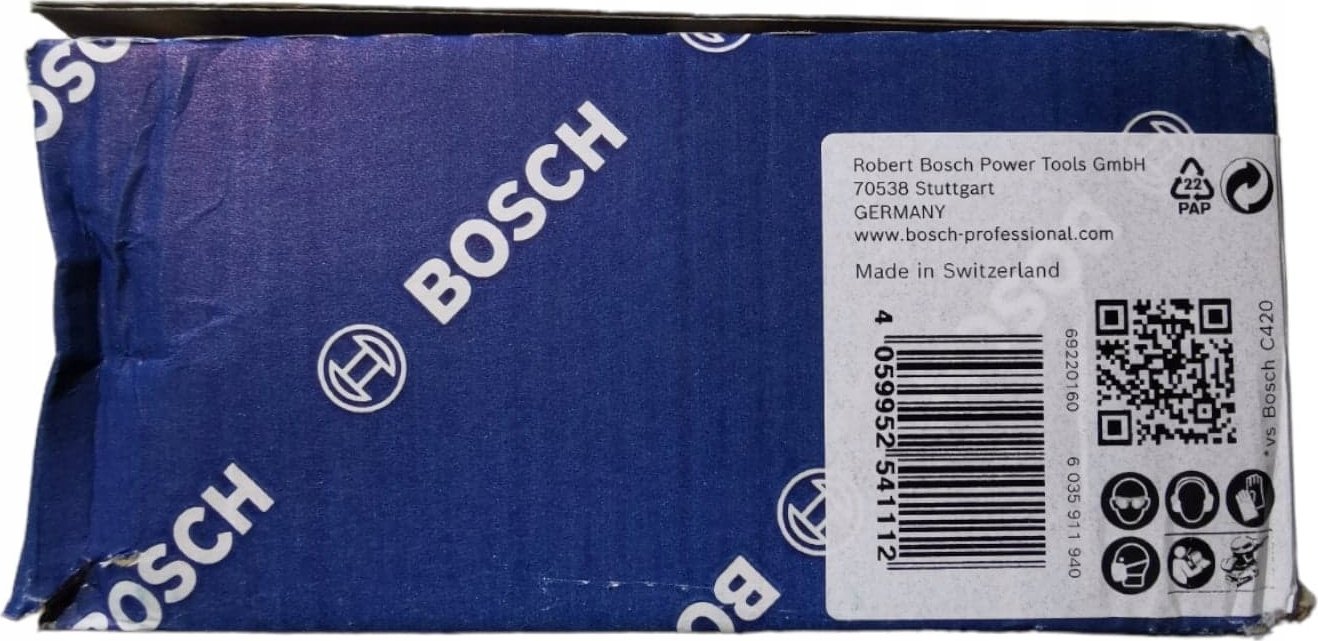 BOSCH
BOSCH
BOSCH
Robert Bosch Power Tools GmbH
70538 Stuttgart
GERMANY
www.bosch-professional.com
Made in Switzerland
22
PAP
4 059952 541112
69220160
6 035 911 940
*vs Bosch C420